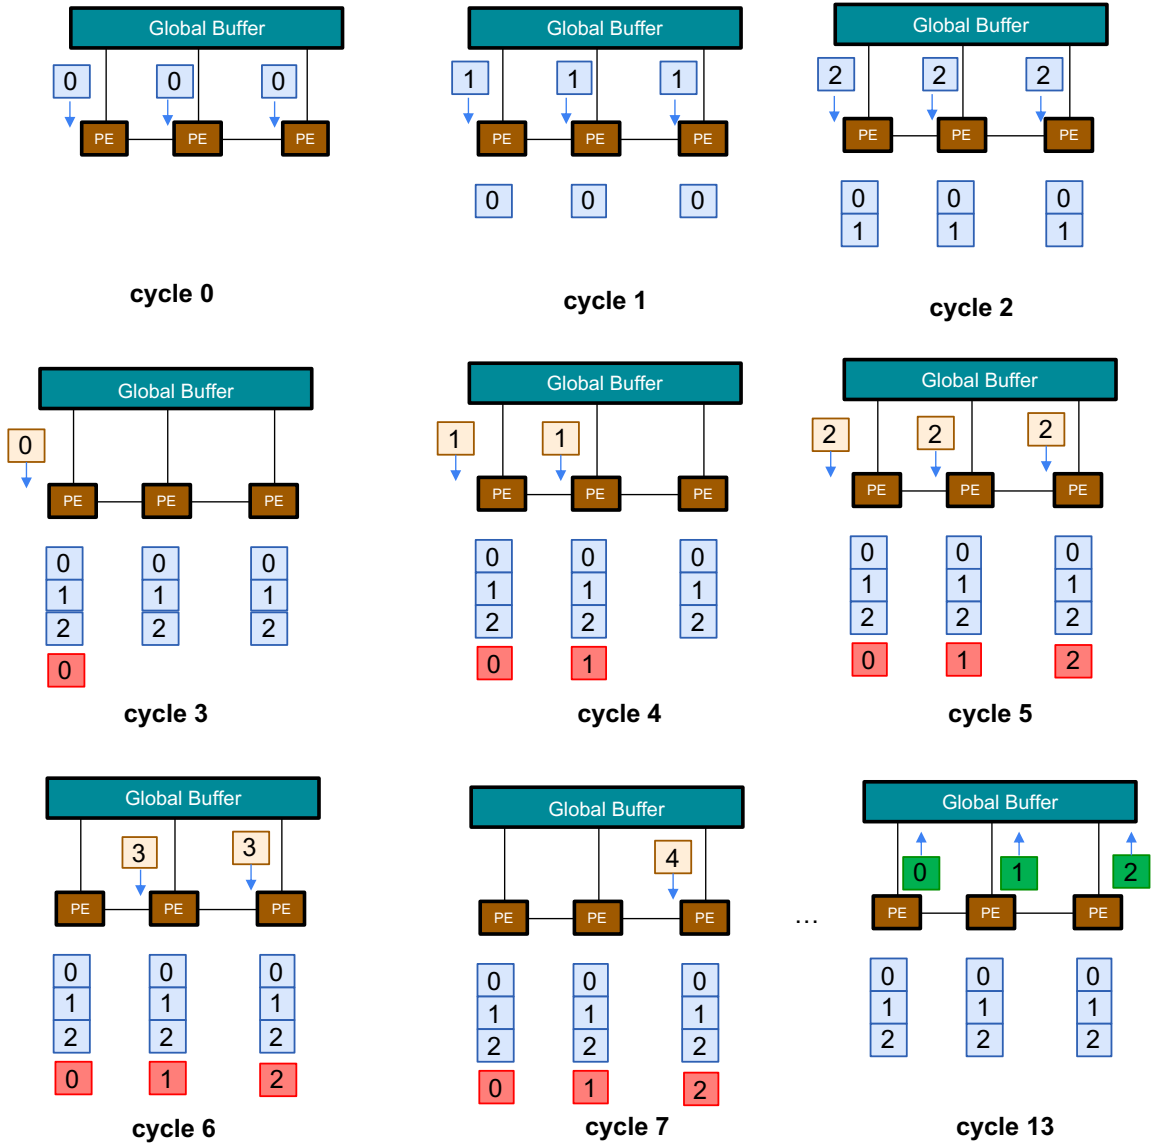 Global Buffer
0 0 0
PE PE PE
cycle 0
Global Buffer
1 1 1
PE PE PE
0 0 0
cycle 1
Global Buffer
2 2 2
PE PE PE
0 0 0
1 1 1
cycle 2
Global Buffer
0
PE PE PE
0 0 0
1 1 1
2 2 2
0
cycle 3
Global Buffer
1 1
PE PE PE
0 0 0
1 1 1
2 2 2
0 1
cycle 4
Global Buffer
2 2 2
PE PE PE
0 0 0
1 1 1
2 2 2
0 1 2
cycle 5
Global Buffer
3 3
PE PE PE
0 0 0
1 1 1
2 2 2
0 1 2
cycle 6
Global Buffer
4
PE PE PE
0 0 0
1 1 1
2 2 2
0 1 2
cycle 7
...
Global Buffer
0 1 2
PE PE PE
0 0 0
1 1 1
2 2 2
cycle 13